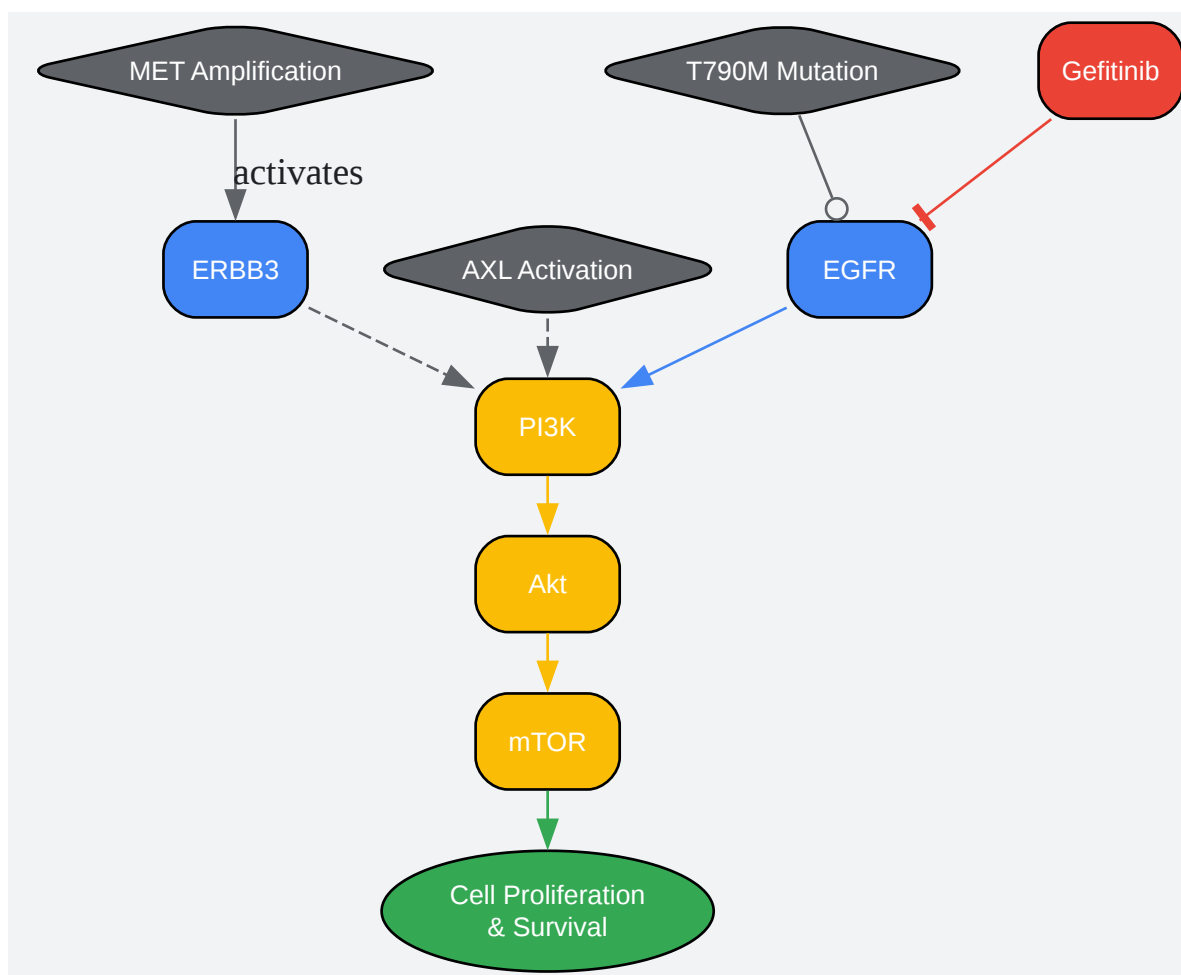 MET Amplification
T790M Mutation
Gefitinib
activates
ERBB3
AXL Activation
EGFR
PI3K
Akt
mTOR
Cell Proliferation
& Survival